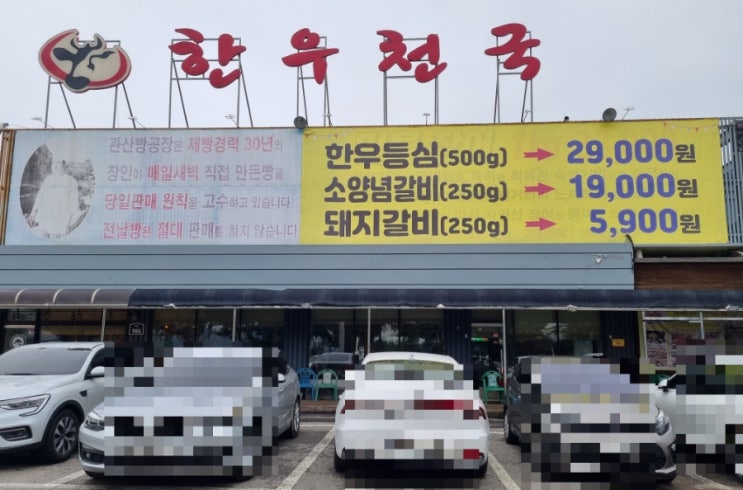 한우천국
관산빵공장은 제빵경력 30년의
장인이 매일새벽 직접 만든빵을
당일판매 원칙을 고수하고 있습니다
전날빵은 절대 판매를 하지 않습니다
한우등심(500g) → 29,000원
소양념갈비(250g) → 19,000원
돼지갈비(250g) → 5,900원